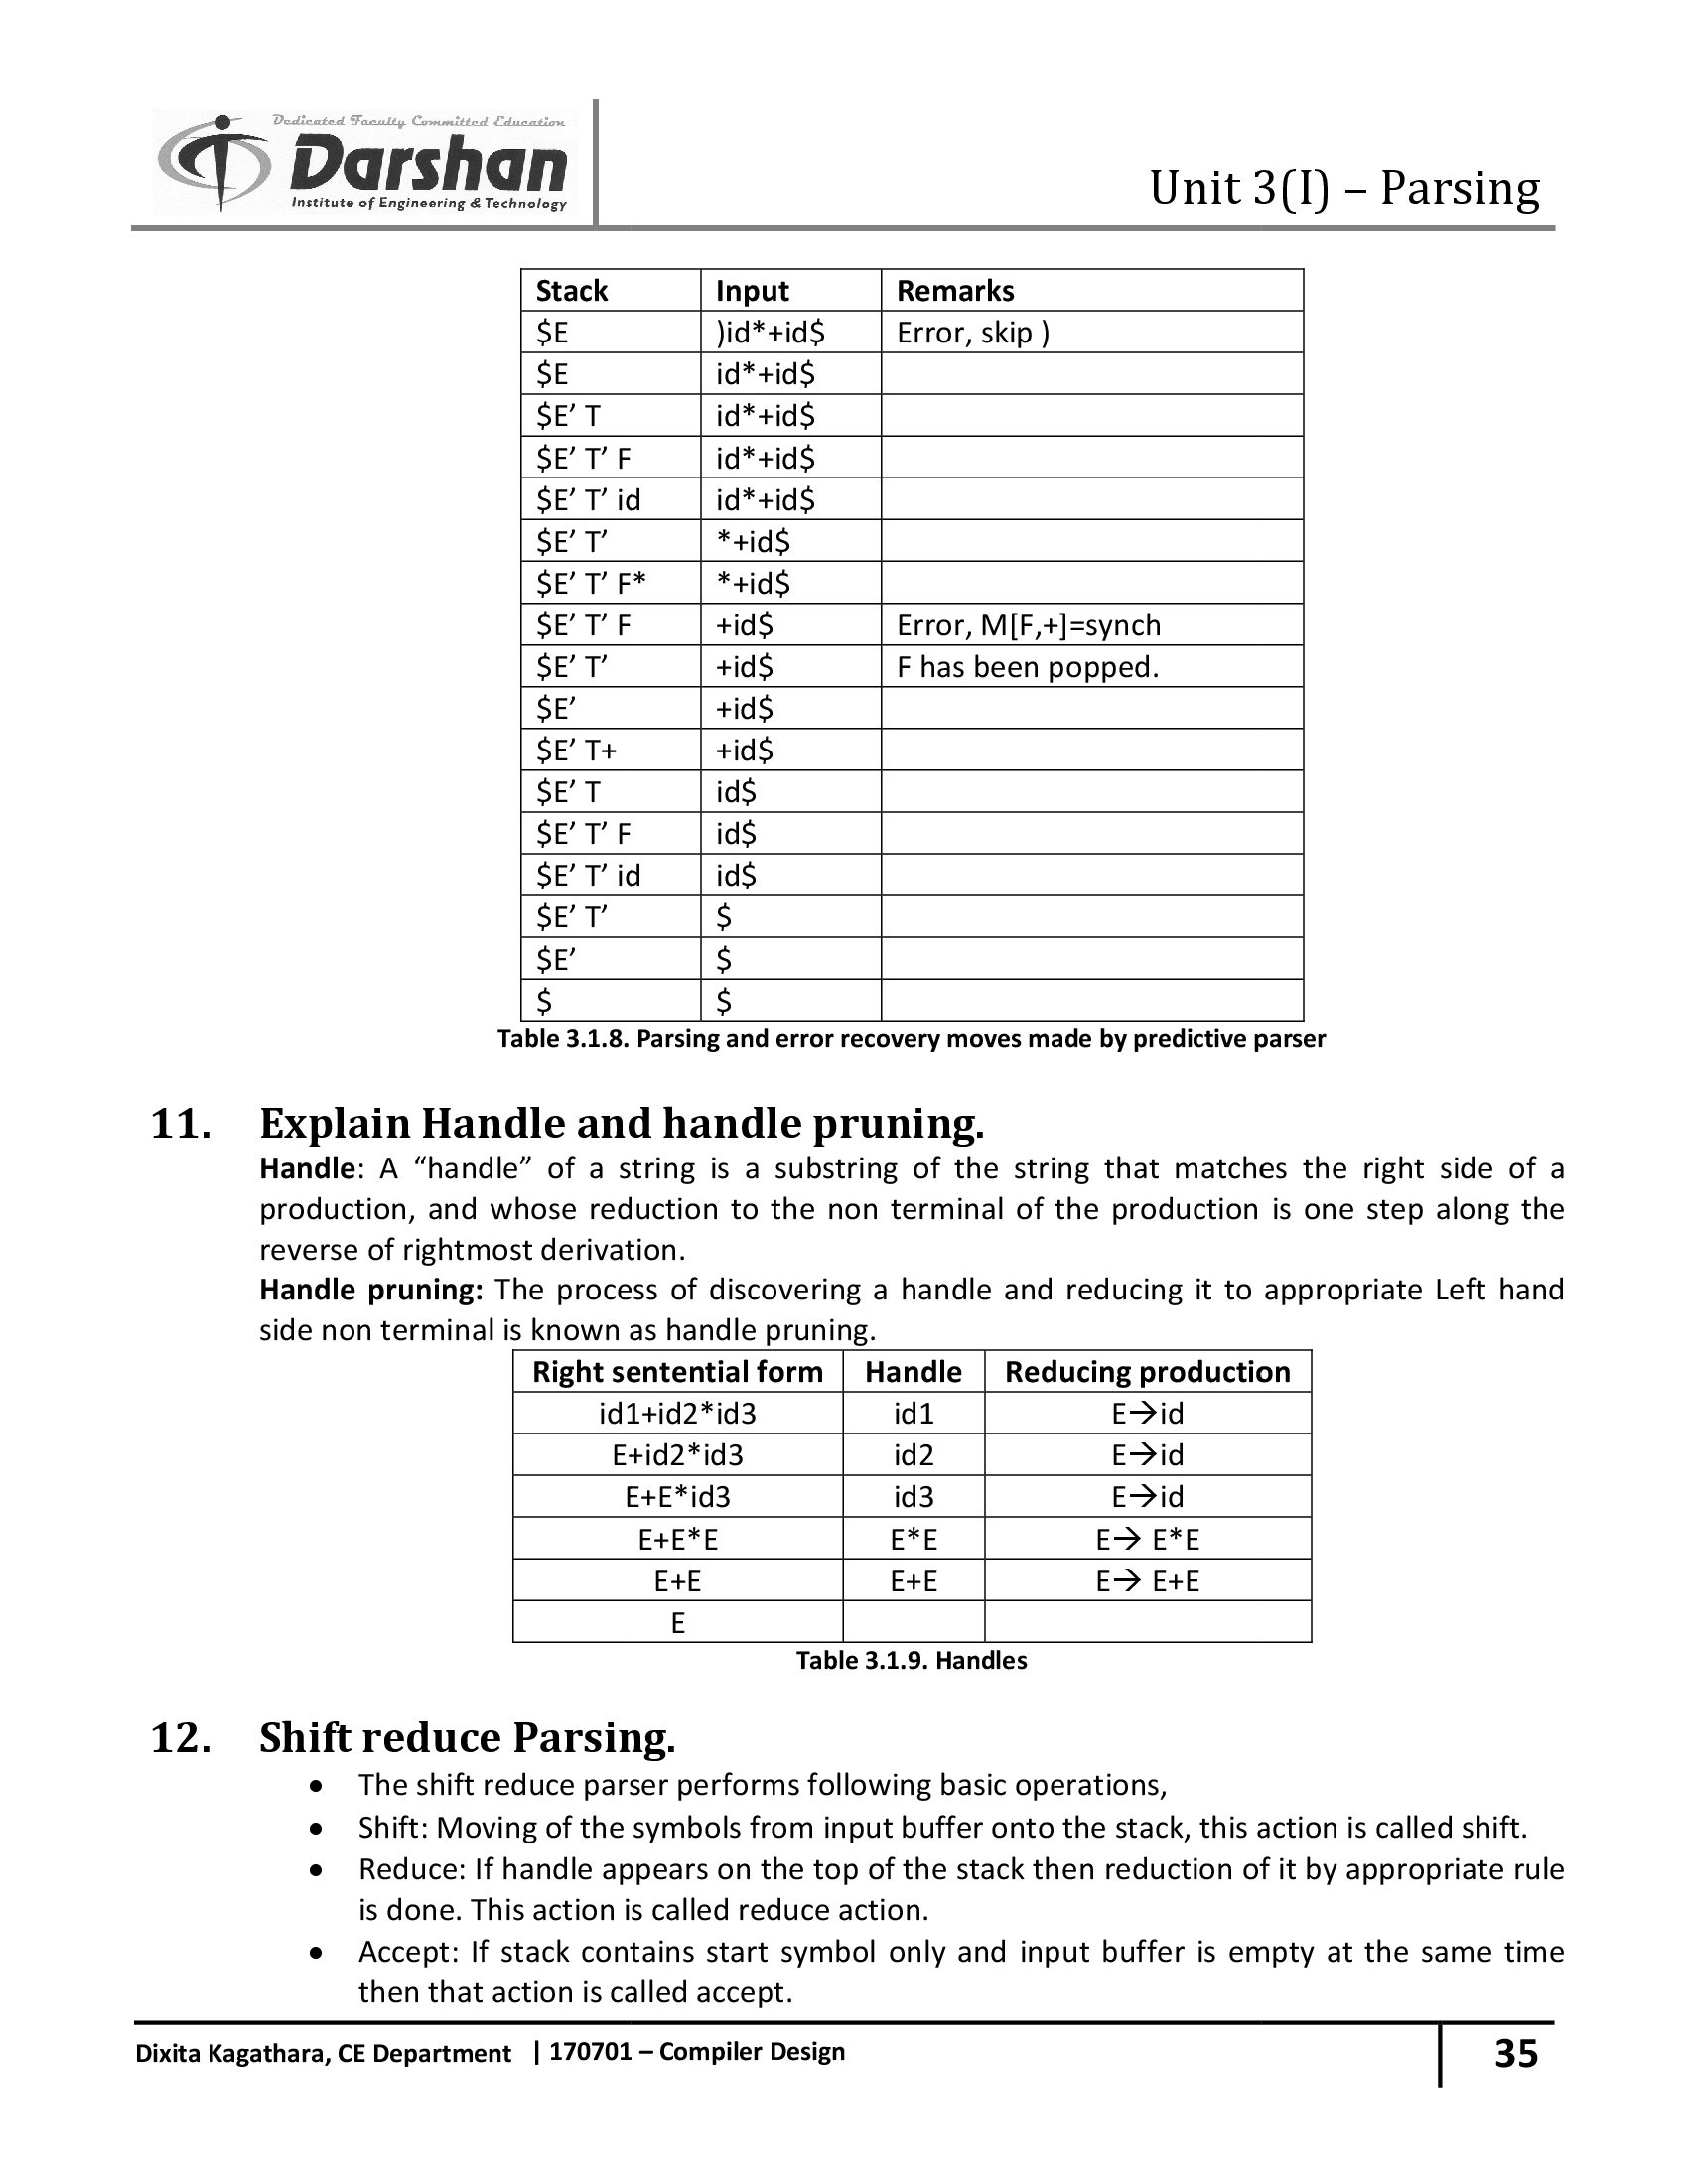 Dedicated Faculty Committed Education
Darshan
Institute of Engineering & Technology
Unit 3(I) – Parsing
Stack Input Remarks
$E )id*+id$ Error, skip )
$E id*+id$
$E’ T id*+id$
$E’ T’ F id*+id$
$E’ T’ id id*+id$
$E’ T’ *+id$
$E’ T’ F* *+id$
$E’ T’ F +id$ Error, M[F,+]=synch
$E’ T’ +id$ F has been popped.
$E’ +id$
$E’ T+ +id$
$E’ T id$
$E’ T’ F id$
$E’ T’ id id$
$E’ T’ $
$E’ $
$ $
Table 3.1.8. Parsing and error recovery moves made by predictive parser
11. Explain Handle and handle pruning.
Handle: A “handle” of a string is a substring of the string that matches the right side of a
production, and whose reduction to the non terminal of the production is one step along the
reverse of rightmost derivation.
Handle pruning: The process of discovering a handle and reducing it to appropriate Left hand
side non terminal is known as handle pruning.
Right sentential form Handle Reducing production
id1+id2*id3 id1 E→id
E+id2*id3 id2 E→id
E+E*id3 id3 E→id
E+E*E E*E E→ E*E
E+E E+E E→ E+E
E
Table 3.1.9. Handles
12. Shift reduce Parsing.
• The shift reduce parser performs following basic operations,
• Shift: Moving of the symbols from input buffer onto the stack, this action is called shift.
• Reduce: If handle appears on the top of the stack then reduction of it by appropriate rule
is done. This action is called reduce action.
• Accept: If stack contains start symbol only and input buffer is empty at the same time
then that action is called accept.
Dixita Kagathara, CE Department | 170701 – Compiler Design 35